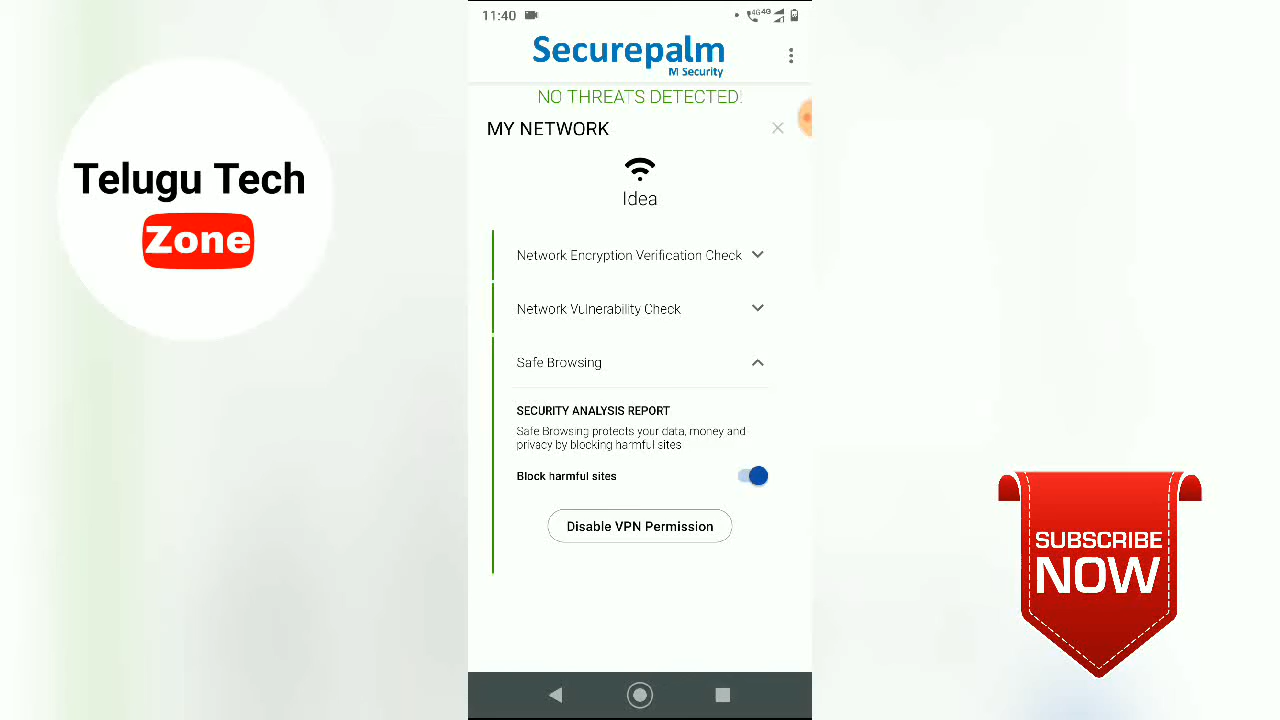 Telugu Tech
Zone
11:40
4G 4G
Securepalm
M Security
NO THREATS DETECTED!
MY NETWORK
Idea
Network Encryption Verification Check
Network Vulnerability Check
Safe Browsing
SECURITY ANALYSIS REPORT
Safe Browsing protects your data, money and
privacy by blocking harmful sites
Block harmful sites
Disable VPN Permission
SUBSCRIBE
NOW